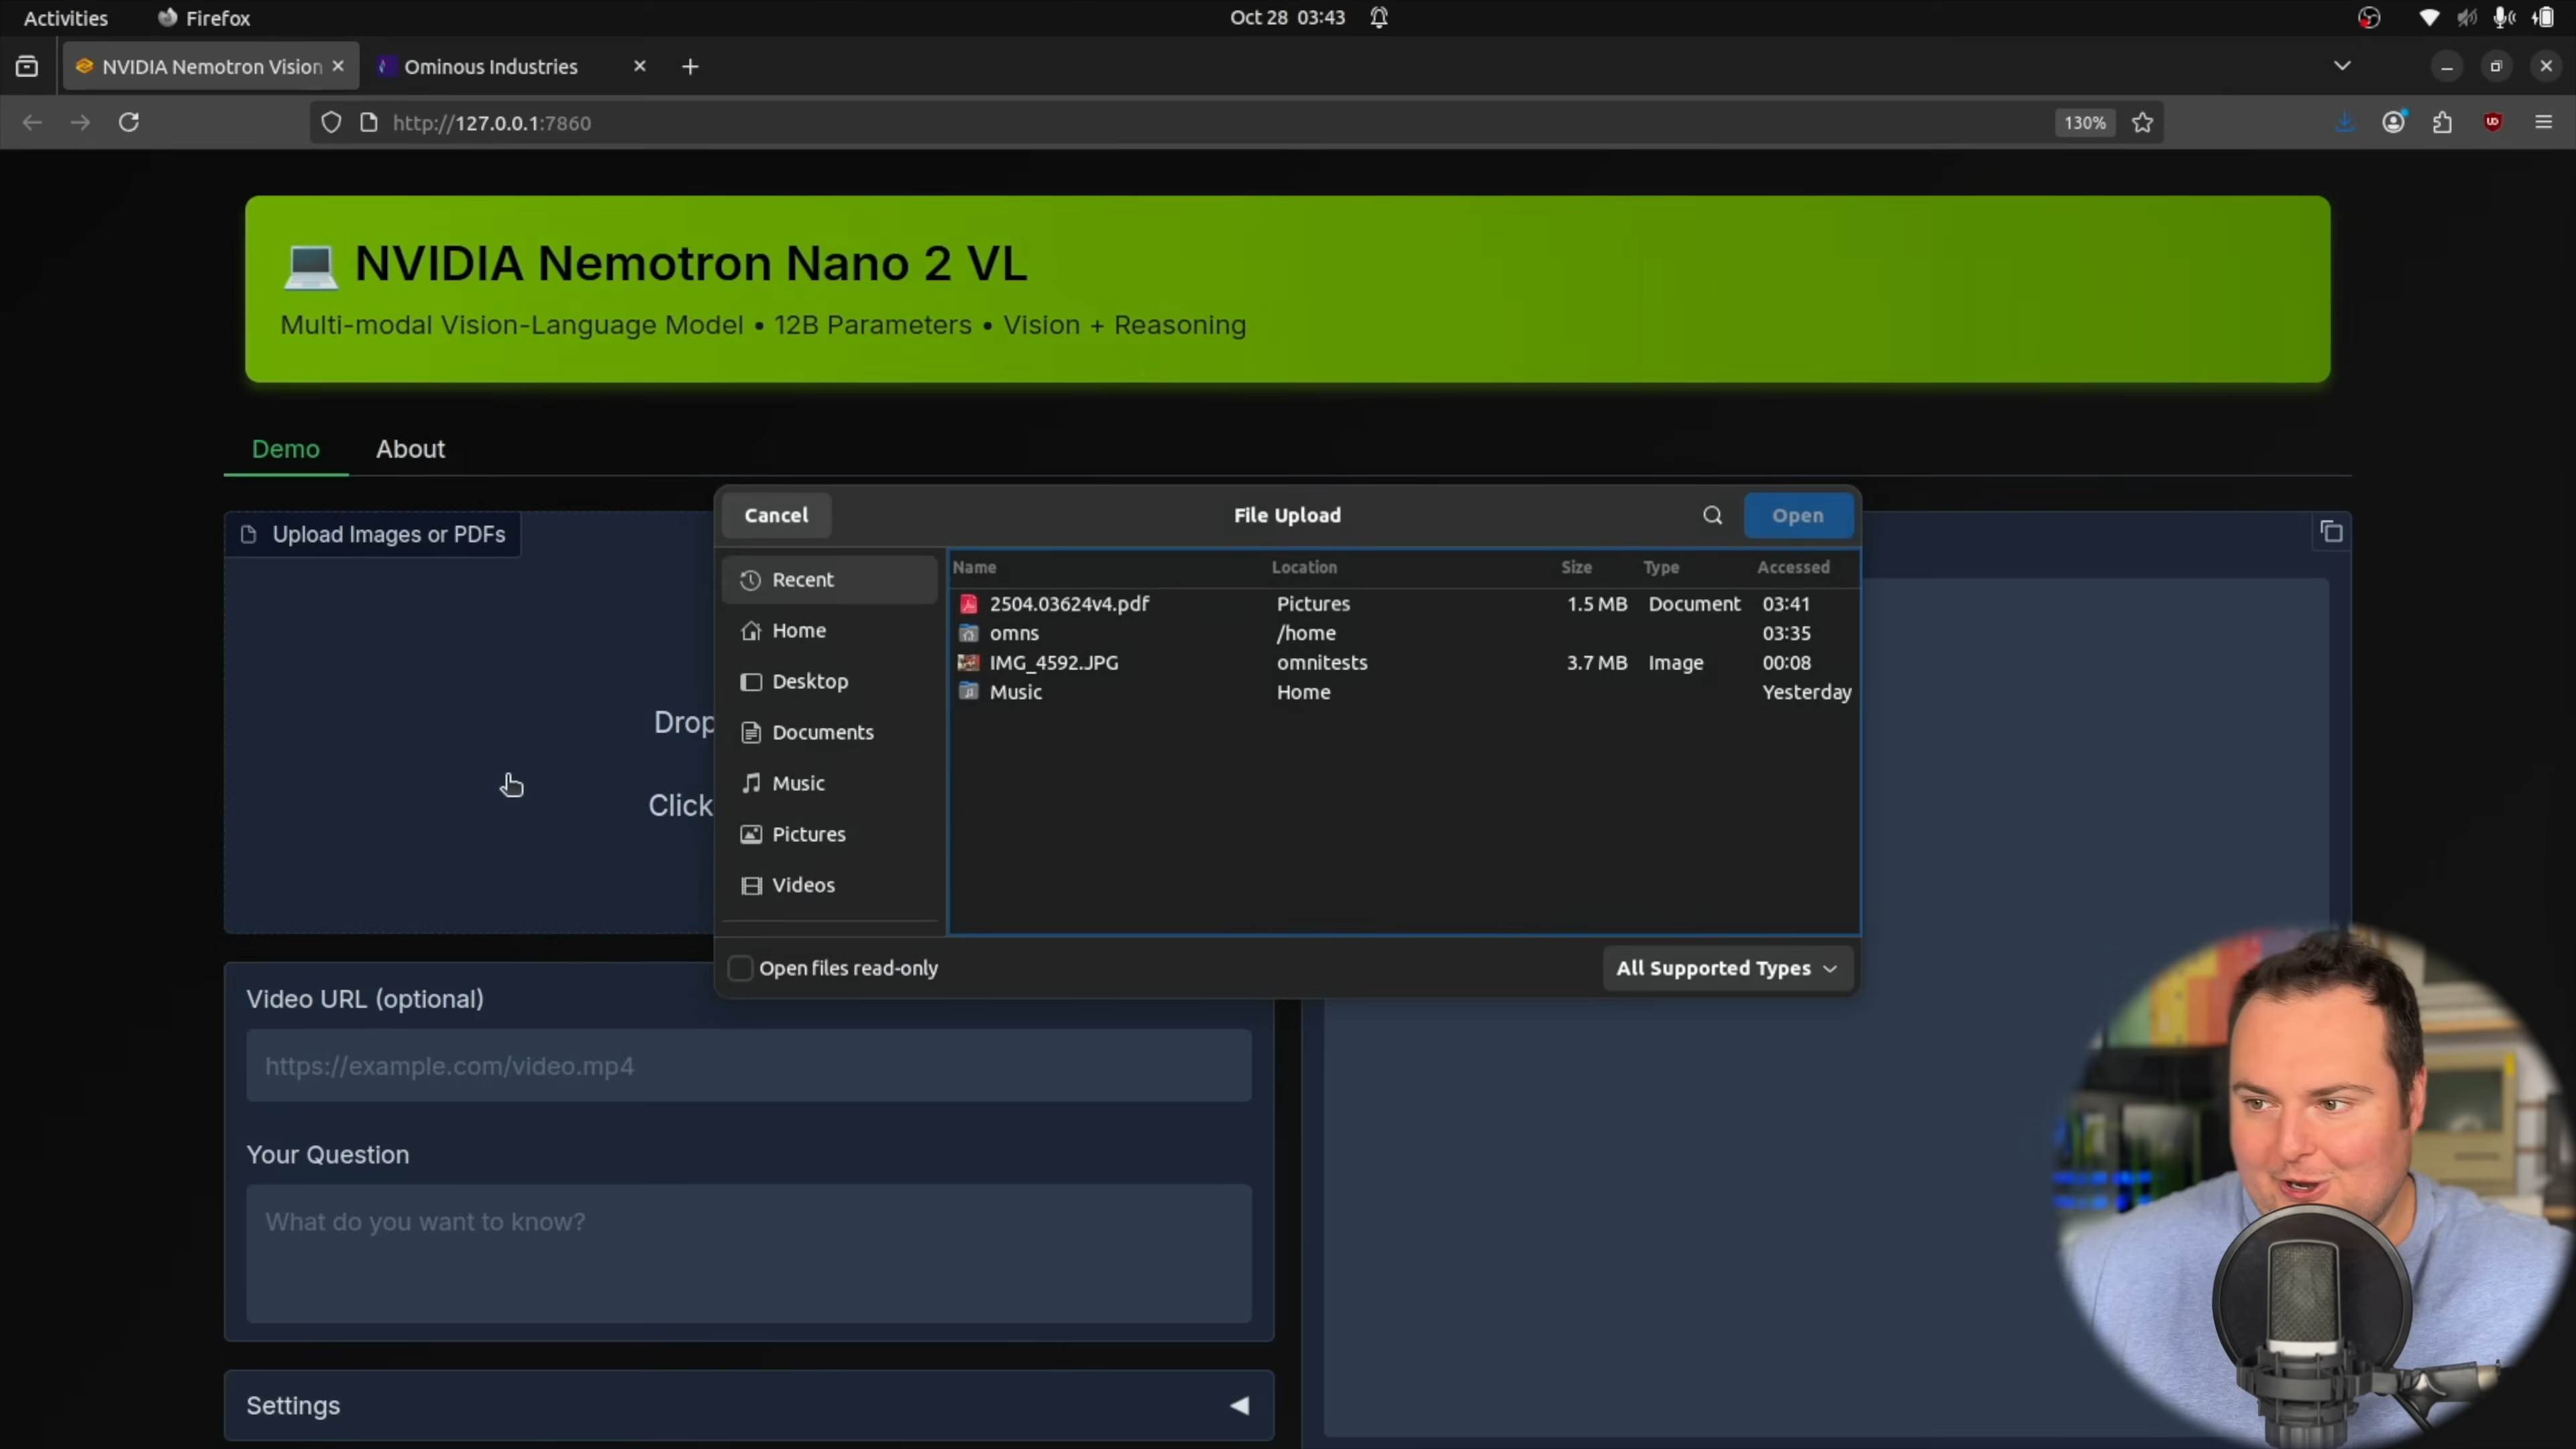 Activities Firefox Oct 28 03:43
NVIDIA Nemotron Vision Ominous Industries
http://127.0.0.1:7860 130%
NVIDIA Nemotron Nano 2 VL
Multi-modal Vision-Language Model • 12B Parameters • Vision + Reasoning
Demo About
Upload Images or PDFs
Drop
Click
Cancel File Upload Open
Recent
Home
Desktop
Documents
Music
Pictures
Videos
Name Location Size Type Accessed
2504.03624v4.pdf Pictures 1.5 MB Document 03:41
omns /home 03:35
IMG_4592.JPG omnitests 3.7 MB Image 00:08
Music Home Yesterday
Open files read-only All Supported Types
Video URL (optional)
https://example.com/video.mp4
Your Question
What do you want to know?
Settings